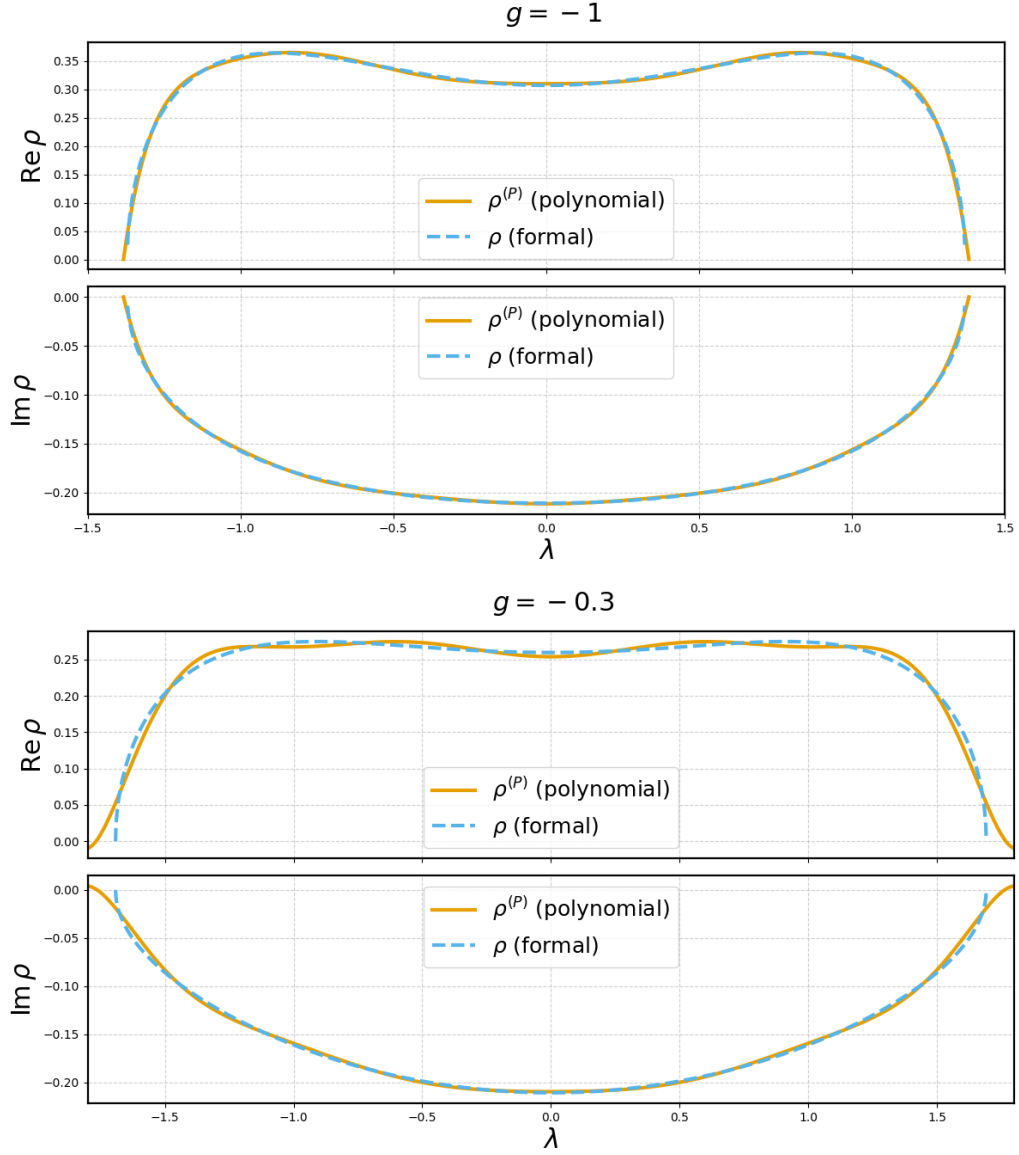 g = −1
Re ρ
0.35
0.30
0.25
0.20
0.15
0.10
0.05
0.00
ρ^(P) (polynomial)
ρ (formal)
Im ρ
0.00
−0.05
−0.10
−0.15
−0.20
ρ^(P) (polynomial)
ρ (formal)
−1.5 −1.0 −0.5 0.0 0.5 1.0 1.5
λ
g = −0.3
Re ρ
0.25
0.20
0.15
0.10
0.05
0.00
ρ^(P) (polynomial)
ρ (formal)
Im ρ
0.00
−0.05
−0.10
−0.15
−0.20
ρ^(P) (polynomial)
ρ (formal)
−1.5 −1.0 −0.5 0.0 0.5 1.0 1.5
λ